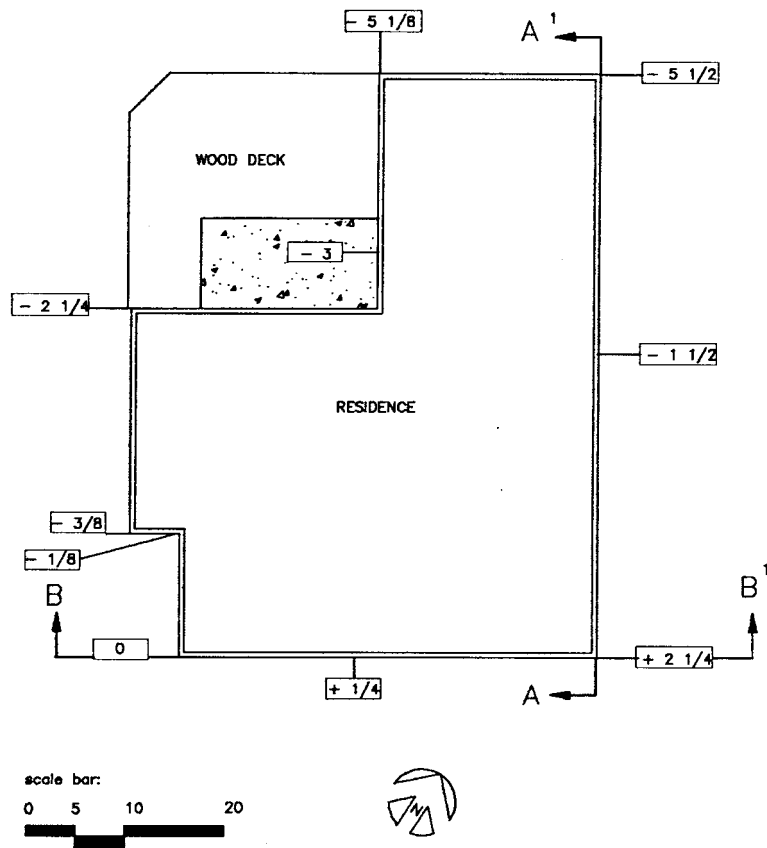 - 5 1/8
A 1
- 5 1/2
WOOD DECK
- 3
- 2 1/4
- 1 1/2
RESIDENCE
- 3/8
- 1/8
B
B 1
0
+ 2 1/4
+ 1/4
A
scale bar:
0 5 10 20
N